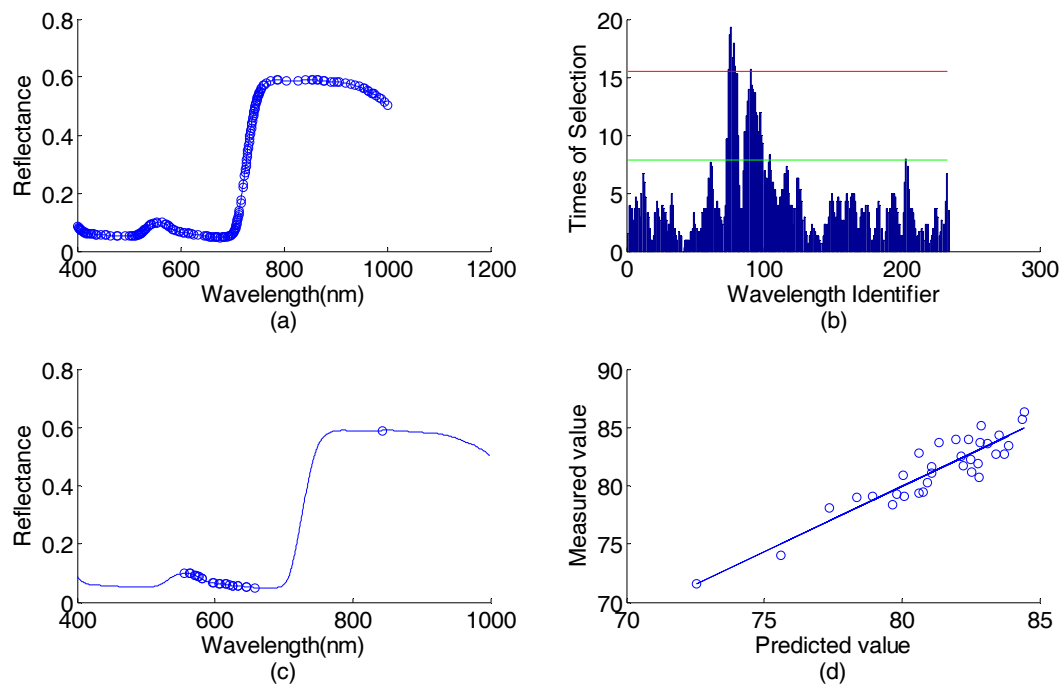 0.8
0.6
0.4
0.2
0
Reflectance
400 600 800 1000 1200
Wavelength(nm)
(a)
20
15
10
5
0
Times of Selection
0 100 200 300
Wavelength Identifier
(b)
0.8
0.6
0.4
0.2
0
Reflectance
400 600 800 1000
Wavelength(nm)
(c)
90
85
80
75
70
Measured value
70 75 80 85
Predicted value
(d)